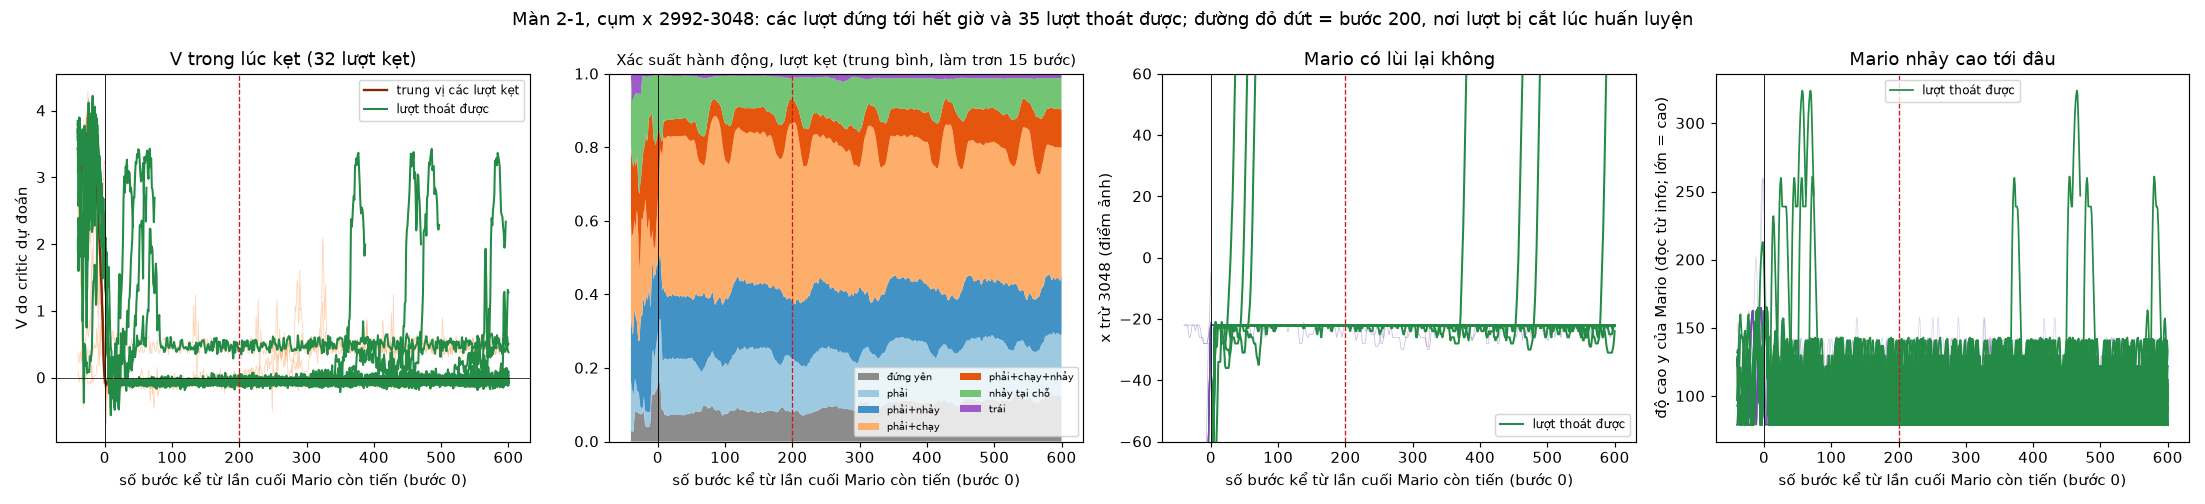 Màn 2-1, cụm x 2992-3048: các lượt đứng tới hết giờ và 35 lượt thoát được; đường đỏ đứt = bước 200, nơi lượt bị cắt lúc huấn luyện
V trong lúc kẹt (32 lượt kẹt)
V do critic dự đoán
4
3
2
1
0
trung vị các lượt kẹt
lượt thoát được
0 100 200 300 400 500 600
số bước kể từ lần cuối Mario còn tiến (bước 0)
Xác suất hành động, lượt kẹt (trung bình, làm trơn 15 bước)
1.0
0.8
0.6
0.4
0.2
0.0
đứng yên
phải
phải+nhảy
phải+chạy
phải+chạy+nhảy
nhảy tại chỗ
trái
0 100 200 300 400 500 600
số bước kể từ lần cuối Mario còn tiến (bước 0)
Mario có lùi lại không
x trừ 3048 (điểm ảnh)
60
40
20
0
−20
−40
−60
lượt thoát được
0 100 200 300 400 500 600
số bước kể từ lần cuối Mario còn tiến (bước 0)
Mario nhảy cao tới đâu
độ cao y của Mario (đọc từ info; lớn = cao)
300
250
200
150
100
lượt thoát được
0 100 200 300 400 500 600
số bước kể từ lần cuối Mario còn tiến (bước 0)